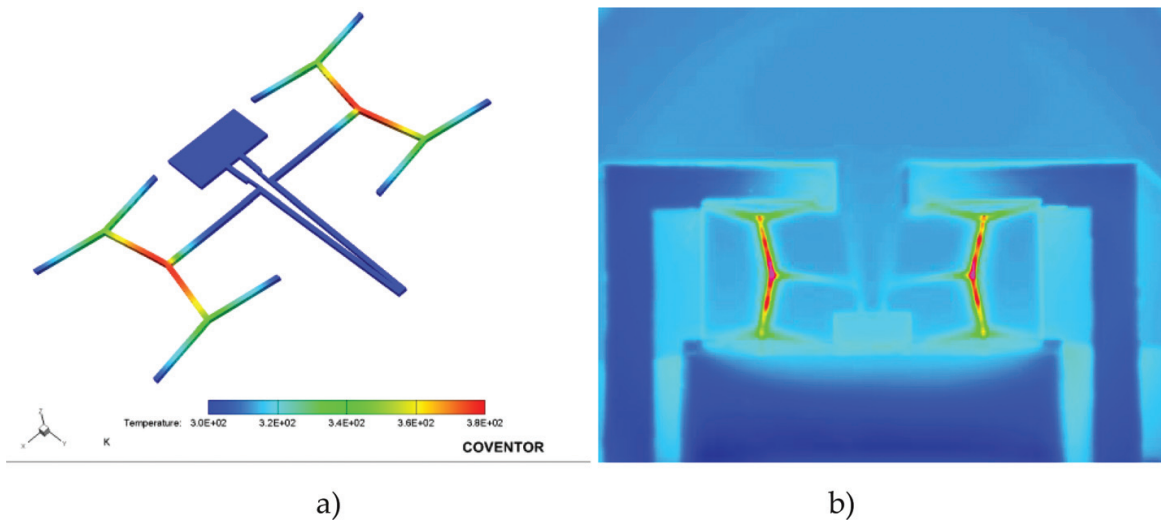 Temperature: 3.0E+02 3.2E+02 3.4E+02 3.6E+02 3.8E+02
Z
X Y
K
COVENTOR
a) b)